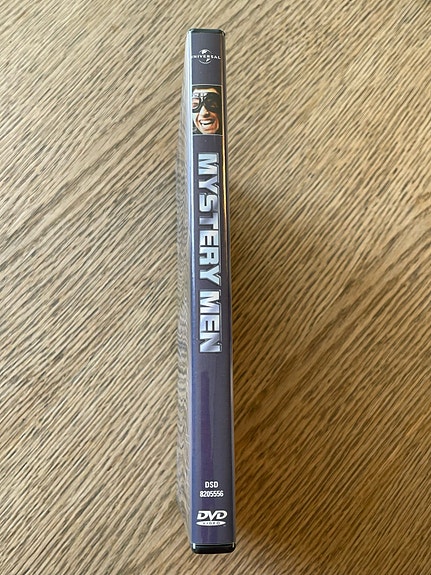 UNIVERSAL
MYSTERY MEN
DSD
8205556
DVD
VIDEO